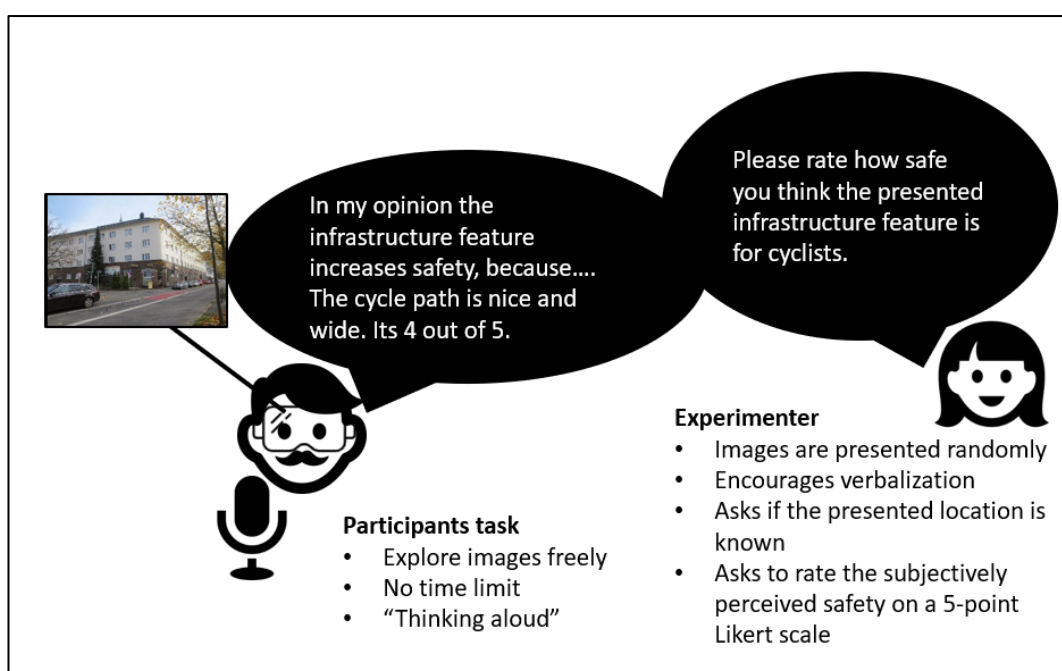 In my opinion the
infrastructure feature
increases safety, because....
The cycle path is nice and
wide. Its 4 out of 5.
Please rate how safe
you think the presented
infrastructure feature is
for cyclists.
Participants task
• Explore images freely
• No time limit
• “Thinking aloud”
Experimenter
• Images are presented randomly
• Encourages verbalization
• Asks if the presented location is
known
• Asks to rate the subjectively
perceived safety on a 5-point
Likert scale